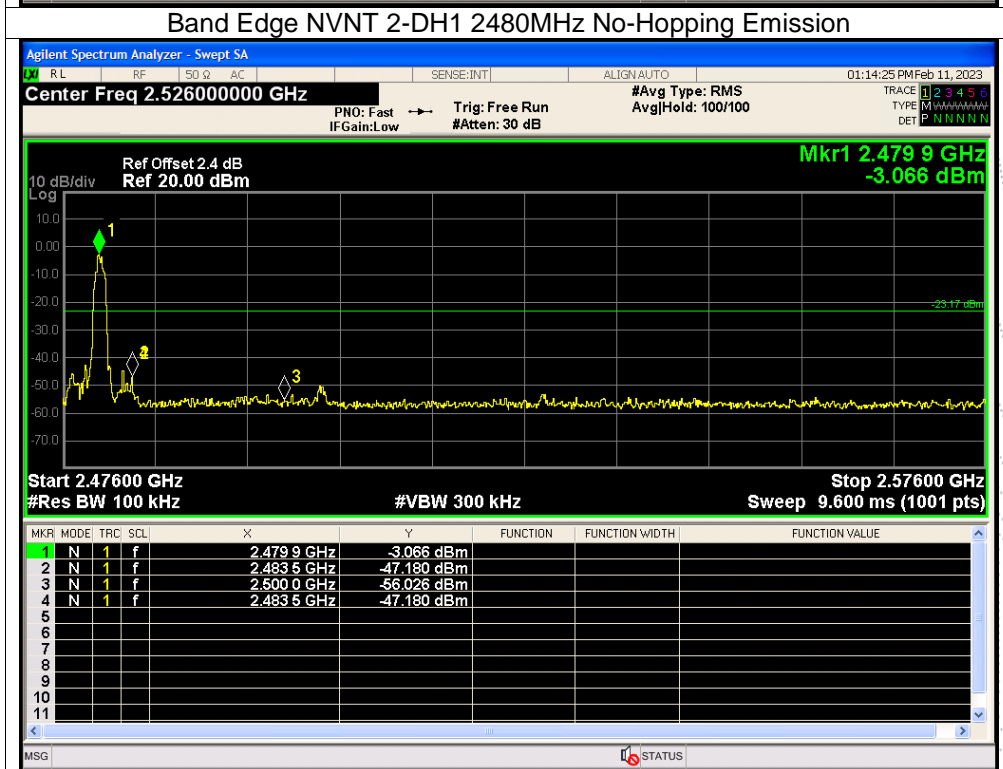 Band Edge NVNT 2-DH1 2480MHz No-Hopping Emission
Agilent Spectrum Analyzer - Swept SA
LXI RL RF 50 Ω AC SENSE:INT ALIGN AUTO 01:14:25 PM Feb 11, 2023
Center Freq 2.526000000 GHz #Avg Type: RMS TRACE 1 2 3 4 5 6
PNO: Fast Trig: Free Run Avg|Hold: 100/100 TYPE M WWWWW
IFGain:Low #Atten: 30 dB DET P N N N N N
Mkr1 2.479 9 GHz
-3.066 dBm
Ref Offset 2.4 dB
10 dB/div Ref 20.00 dBm
Log
10.0
1
0.00
-10.0
-20.0
-23.17 dBm
-30.0
-40.0
-50.0
3
-60.0
-70.0
Start 2.47600 GHz Stop 2.57600 GHz
#Res BW 100 kHz #VBW 300 kHz Sweep 9.600 ms (1001 pts)
MKR MODE TRC SCL X Y FUNCTION FUNCTION WIDTH FUNCTION VALUE
1 N 1 f 2.479 9 GHz -3.066 dBm
2 N 1 f 2.483 5 GHz -47.180 dBm
3 N 1 f 2.500 0 GHz -56.026 dBm
4 N 1 f 2.483 5 GHz -47.180 dBm
5
6
7
8
9
10
11
MSG STATUS